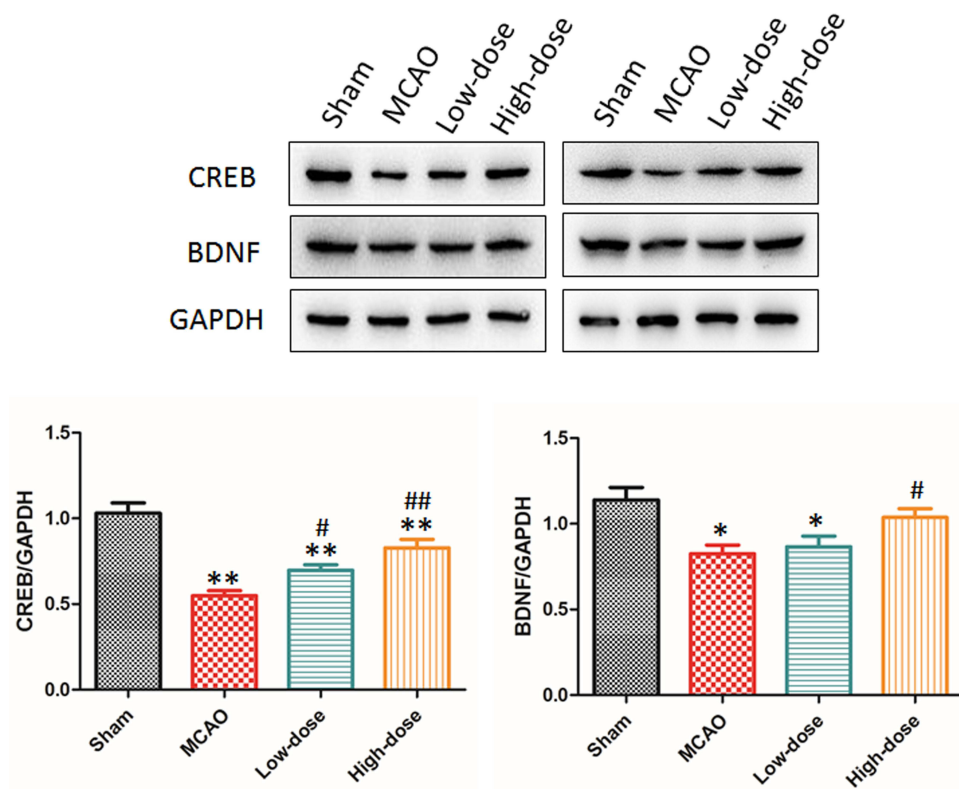 Sham MCAO Low-dose High-dose Sham MCAO Low-dose High-dose
CREB
BDNF
GAPDH
CREB/GAPDH
1.5
1.0
0.5
0.0
**
#
**
##
**
Sham MCAO Low-dose High-dose
BDNF/GAPDH
1.5
1.0
0.5
0.0
*
*
#
Sham MCAO Low-dose High-dose